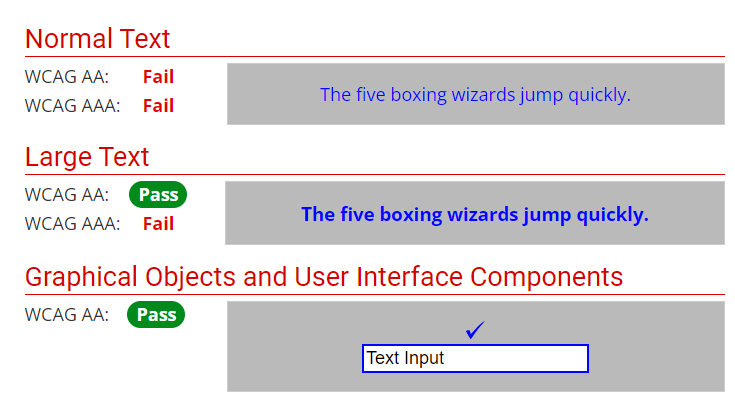 Normal Text
WCAG AA: Fail
WCAG AAA: Fail
The five boxing wizards jump quickly.
Large Text
WCAG AA: Pass
WCAG AAA: Fail
The five boxing wizards jump quickly.
Graphical Objects and User Interface Components
WCAG AA: Pass
✓
Text Input